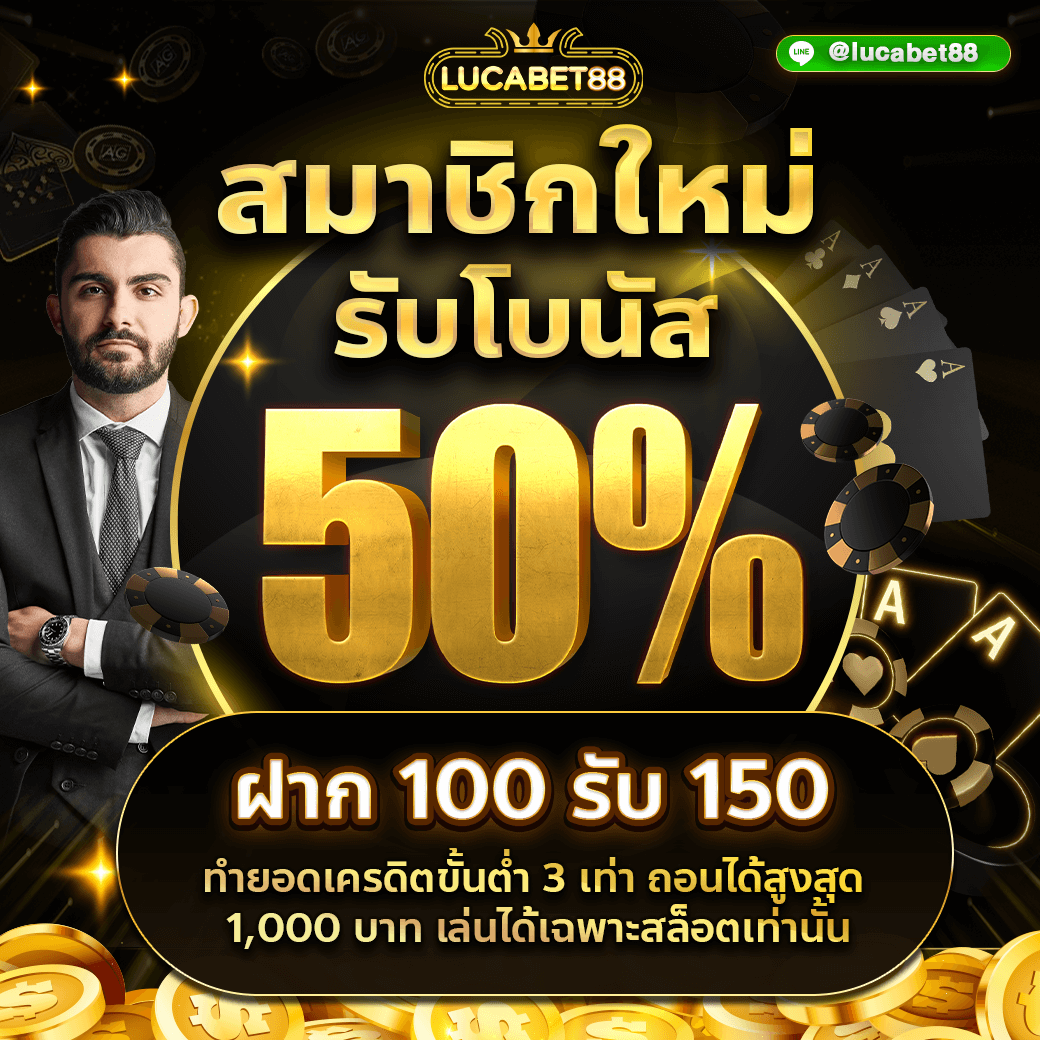 LUCABET88
LINE @lucabet88
สมาชิกใหม่
รับโบนัส
50%
ฝาก 100 รับ 150
ทำยอดเครดิตขั้นต่ำ 3 เท่า ถอนได้สูงสุด
1,000 บาท เล่นได้เฉพาะสล็อตเท่านั้น
AG
AG
AG
A
A
A
A
A
A